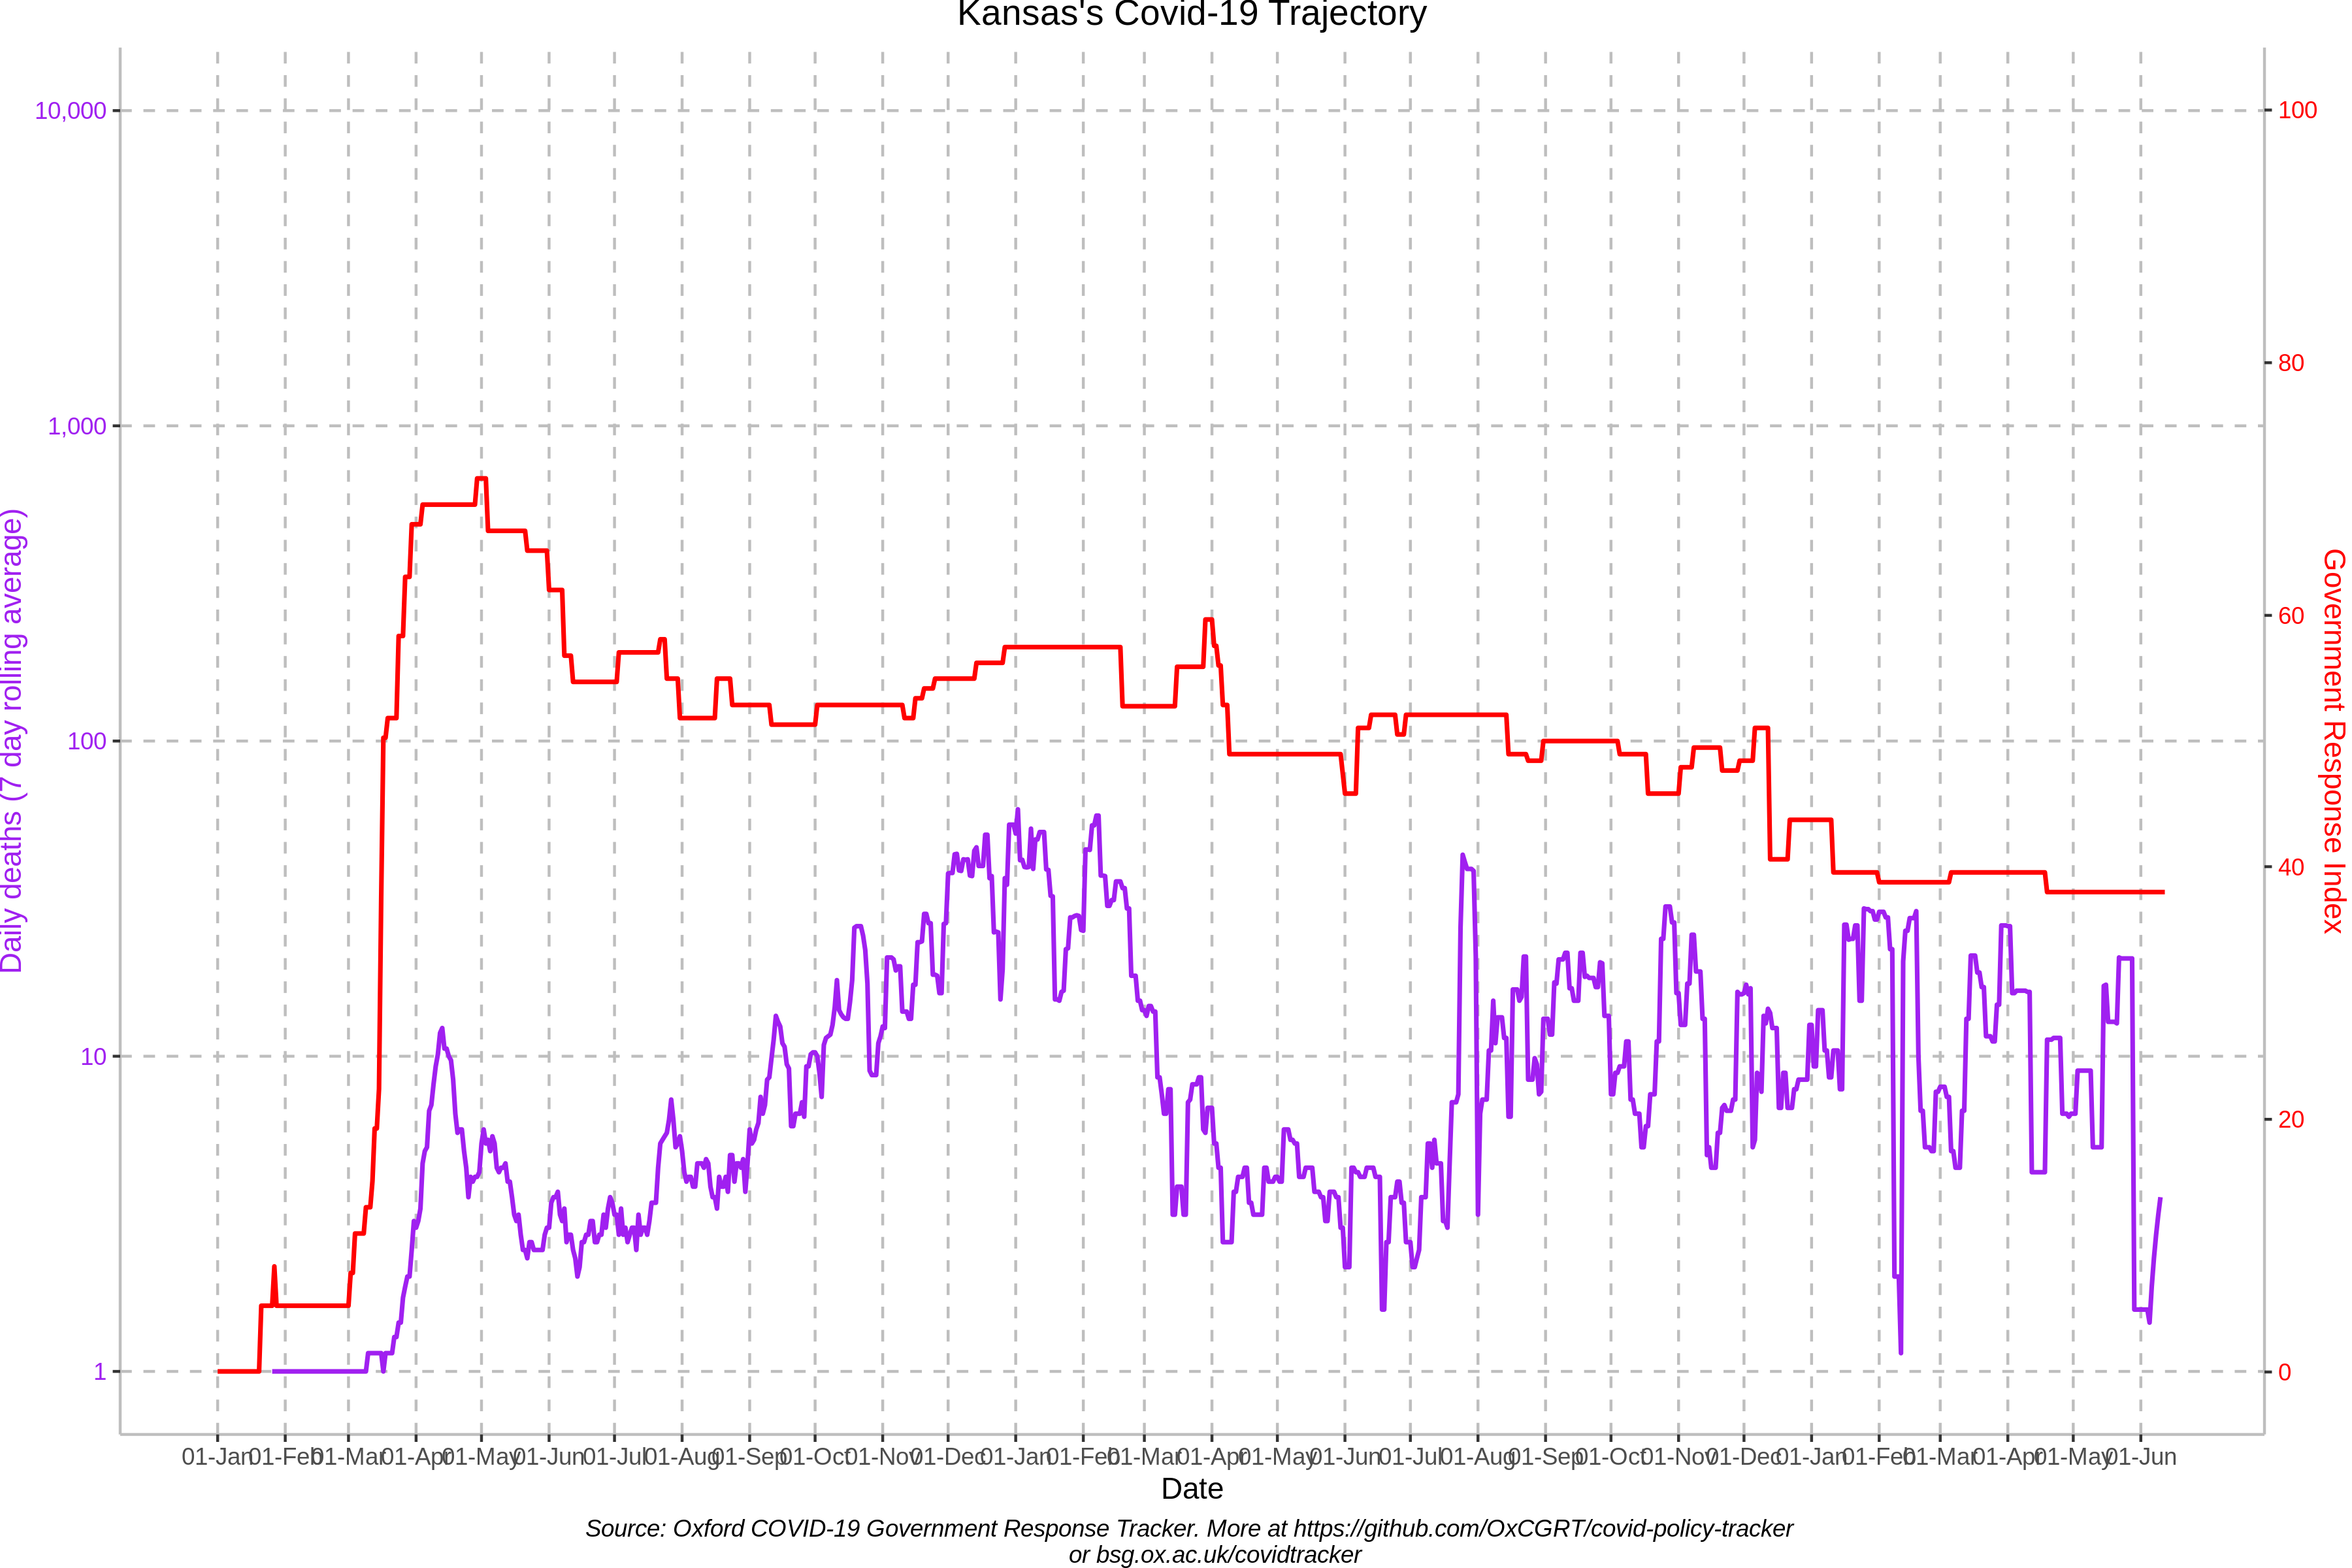 Kansas's Covid-19 Trajectory
10,000
1,000
100
10
1
Daily deaths (7 day rolling average)
100
80
60
40
20
0
Government Response Index
01-Jan 01-Feb 01-Mar 01-Apr 01-May 01-Jun 01-Jul 01-Aug 01-Sep 01-Oct 01-Nov 01-Dec 01-Jan 01-Feb 01-Mar 01-Apr 01-May 01-Jun 01-Jul 01-Aug 01-Sep 01-Oct 01-Nov 01-Dec 01-Jan 01-Feb 01-Mar 01-Apr 01-May 01-Jun
Date
Source: Oxford COVID-19 Government Response Tracker. More at https://github.com/OxCGRT/covid-policy-tracker
or bsg.ox.ac.uk/covidtracker